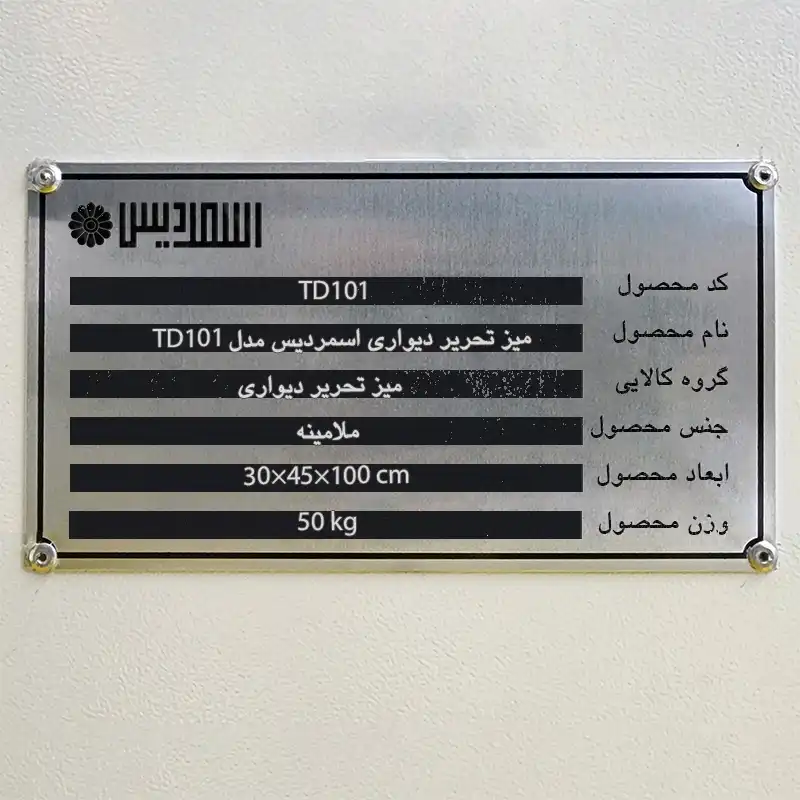 اسمردیس
کد محصول TD101
نام محصول میز تحریر دیواری اسمردیس مدل TD101
گروه کالایی میز تحریر دیواری
جنس محصول ملامینه
ابعاد محصول 30×45×100 cm
وزن محصول 50 kg